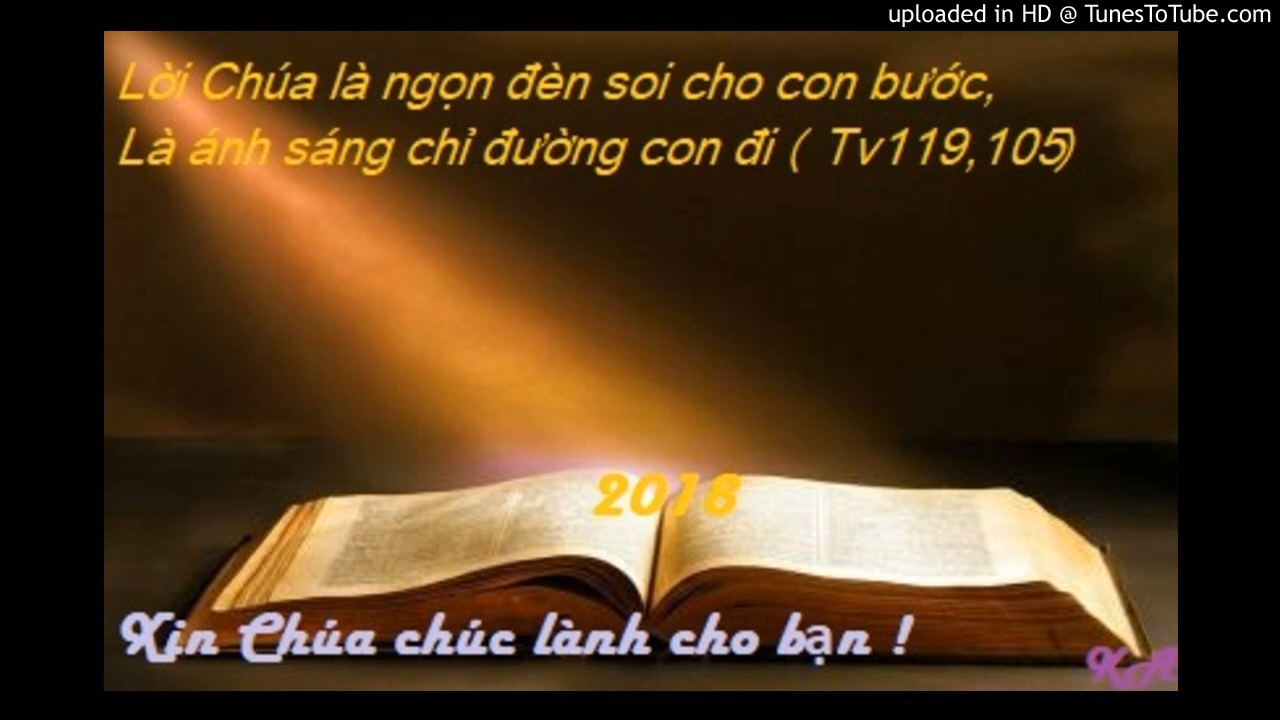 uploaded in HD @ TunesToTube.com
Lời Chúa là ngọn đèn soi cho con bước,
Là ánh sáng chỉ đường con đi ( Tv119,105)
2018
Xin Chúa chúc lành cho bạn !
KA